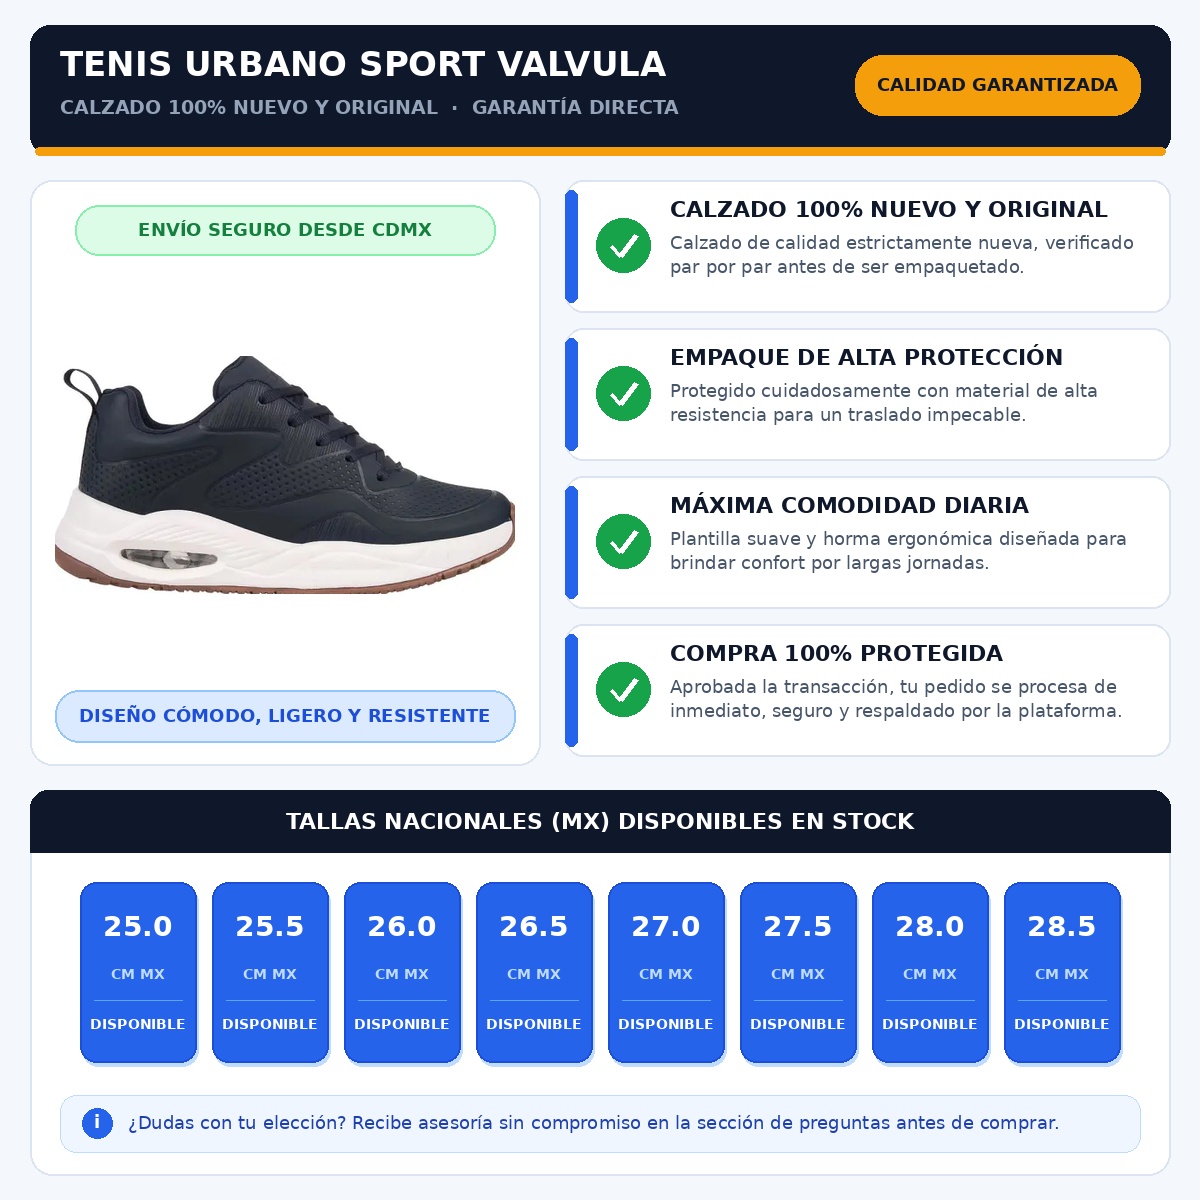 TENIS URBANO SPORT VALVULA
CALZADO 100% NUEVO Y ORIGINAL · GARANTÍA DIRECTA
CALIDAD GARANTIZADA
ENVÍO SEGURO DESDE CDMX
DISEÑO CÓMODO, LIGERO Y RESISTENTE
CALZADO 100% NUEVO Y ORIGINAL
Calzado de calidad estrictamente nueva, verificado
par por par antes de ser empaquetado.
EMPAQUE DE ALTA PROTECCIÓN
Protegido cuidadosamente con material de alta
resistencia para un traslado impecable.
MÁXIMA COMODIDAD DIARIA
Plantilla suave y horma ergonómica diseñada para
brindar confort por largas jornadas.
COMPRA 100% PROTEGIDA
Aprobada la transacción, tu pedido se procesa de
inmediato, seguro y respaldado por la plataforma.
TALLAS NACIONALES (MX) DISPONIBLES EN STOCK
25.0 25.5 26.0 26.5 27.0 27.5 28.0 28.5
CM MX CM MX CM MX CM MX CM MX CM MX CM MX CM MX
DISPONIBLE DISPONIBLE DISPONIBLE DISPONIBLE DISPONIBLE DISPONIBLE DISPONIBLE DISPONIBLE
i ¿Dudas con tu elección? Recibe asesoría sin compromiso en la sección de preguntas antes de comprar.